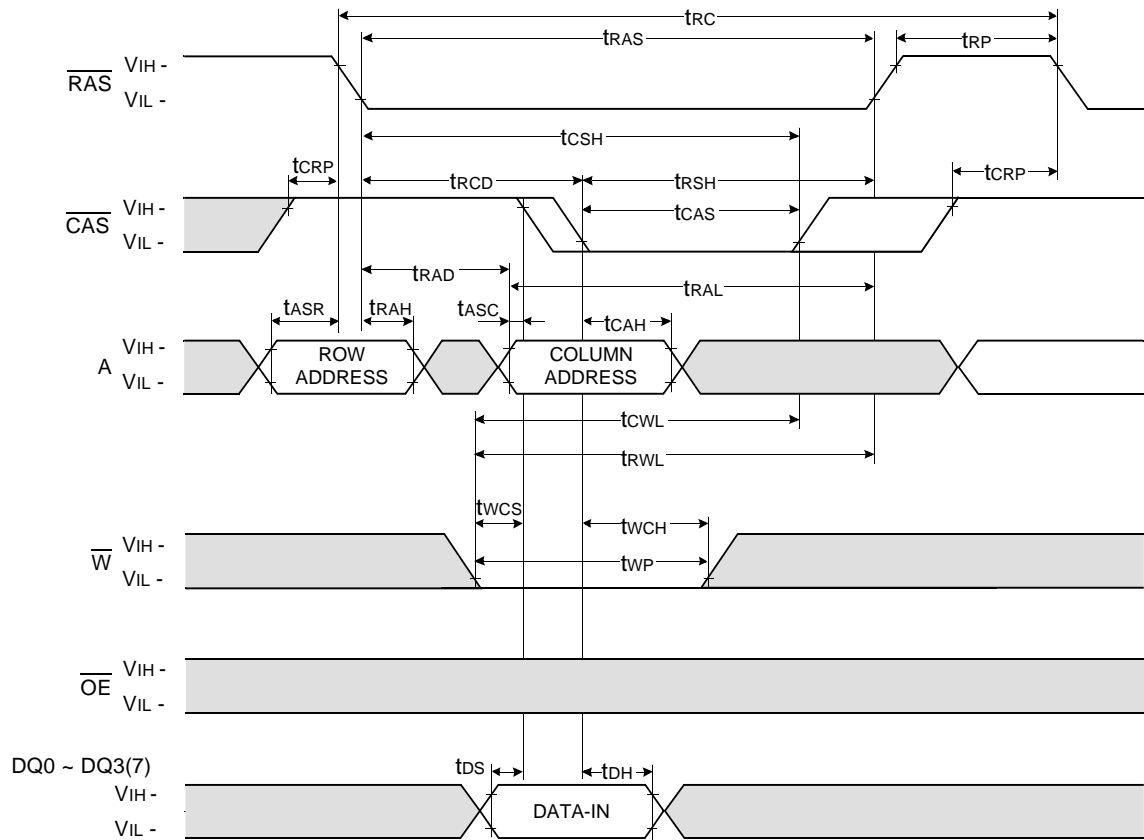 tRC
tRAS
tRP
RAS
VIH -
VIL -
tCSH
tCRP
tRCD
tRSH
tCRP
CAS
VIH -
VIL -
tCAS
tRAD
tRAL
tASR
tRAH
tASC
tCAH
A
VIH -
VIL -
ROW
ADDRESS
COLUMN
ADDRESS
tCWL
tRWL
tWCS
tWCH
W
VIH -
VIL -
tWP
OE
VIH -
VIL -
DQ0 ~ DQ3(7)
tDS
tDH
VIH -
VIL -
DATA-IN